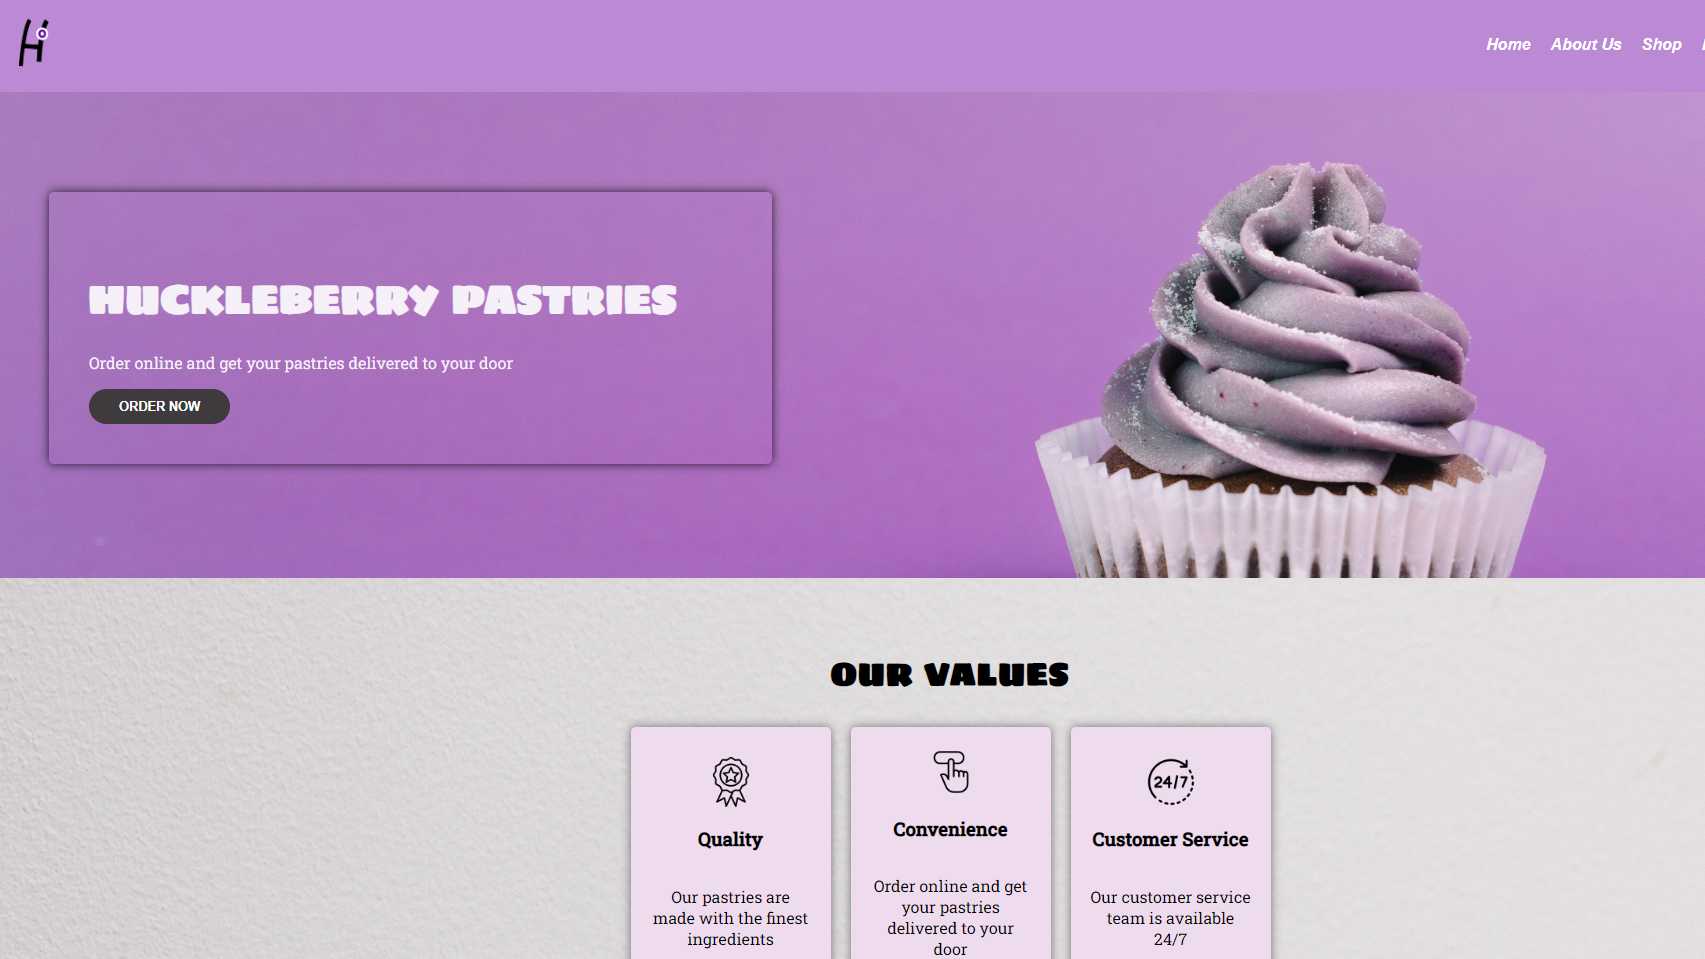 H
Home About Us Shop
HUCKLEBERRY PASTRIES
Order online and get your pastries delivered to your door
ORDER NOW
OUR VALUES
Quality
Our pastries are
made with the finest
ingredients
Convenience
Order online and get
your pastries
delivered to your
door
24/7
Customer Service
Our customer service
team is available
24/7